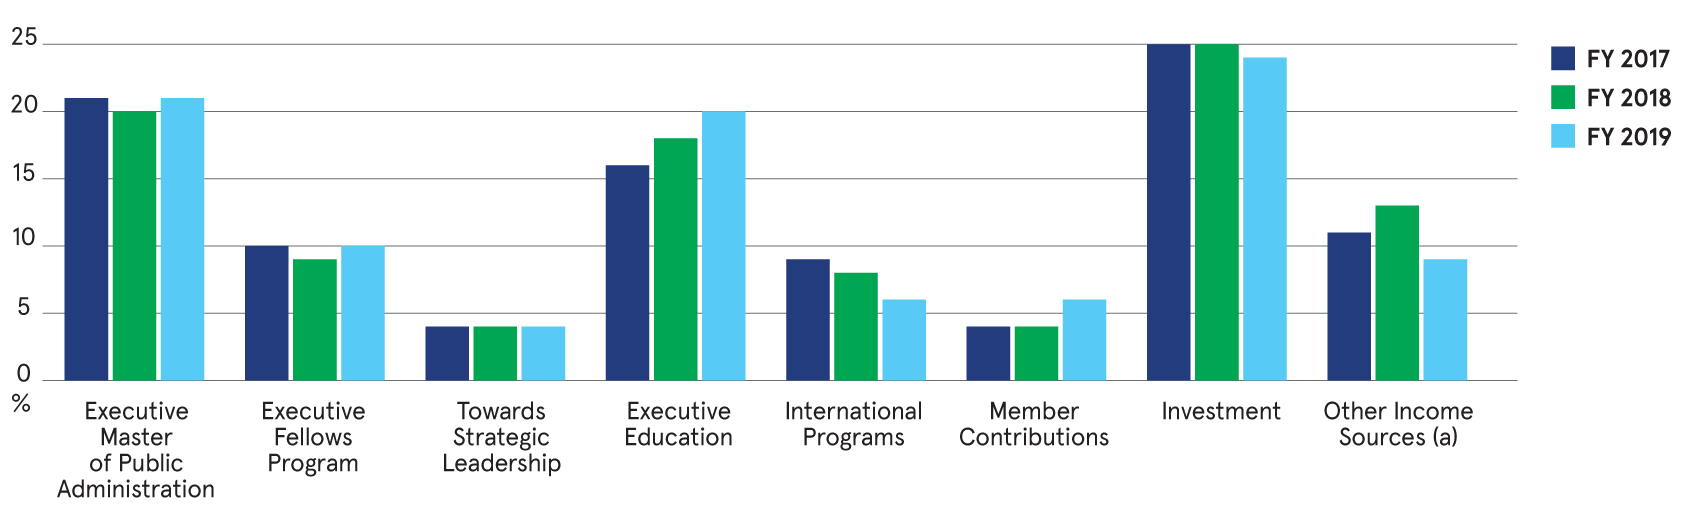 25
20
15
10
5
0
%
Executive
Master
of Public
Administration
Executive
Fellows
Program
Towards
Strategic
Leadership
Executive
Education
International
Programs
Member
Contributions
Investment
Other Income
Sources (a)
FY 2017
FY 2018
FY 2019